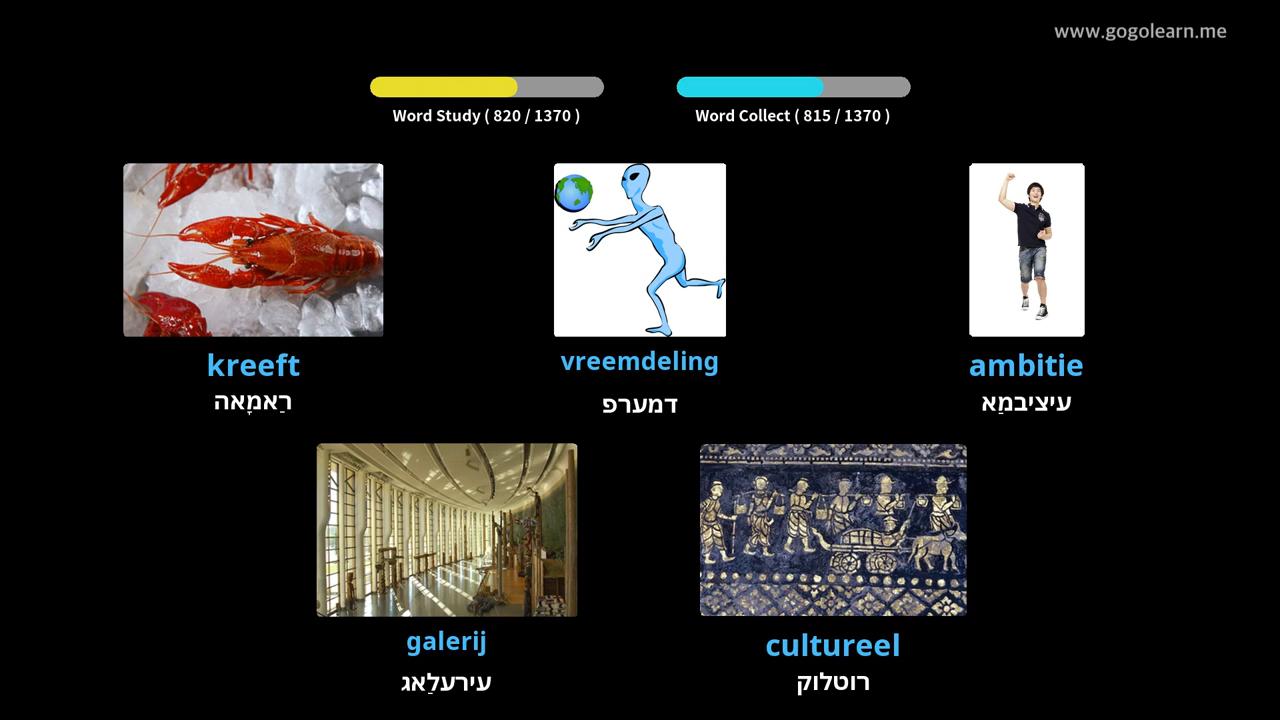 www.gogolearn.me
Word Study ( 820 / 1370 )
Word Collect ( 815 / 1370 )
kreeft
רַאמָאה
vreemdeling
דמערפ
ambitie
עיציבמַא
galerij
עירעלַאג
cultureel
רוטלוק